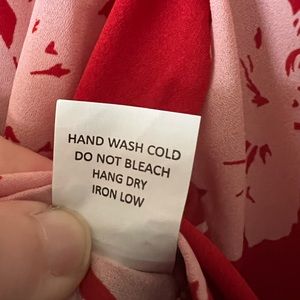 HAND WASH COLD
DO NOT BLEACH
HANG DRY
IRON LOW